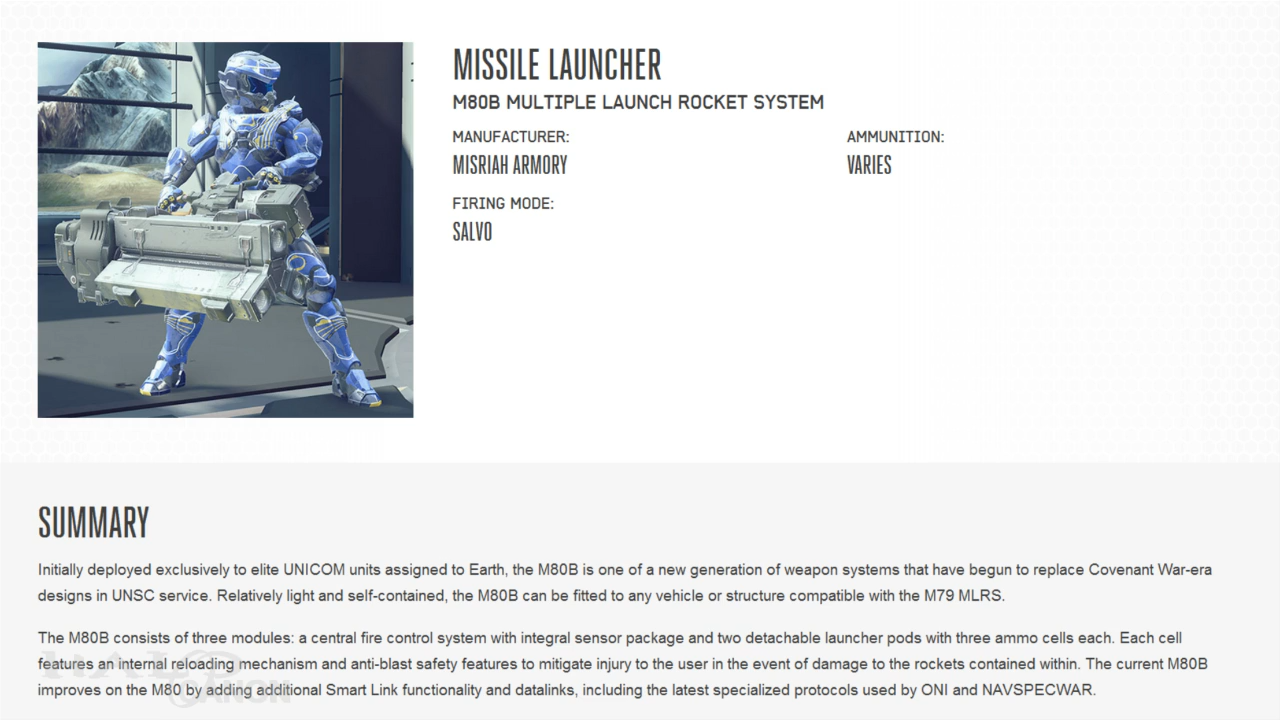 MISSILE LAUNCHER
M80B MULTIPLE LAUNCH ROCKET SYSTEM
MANUFACTURER:
AMMUNITION:
MISRIAH ARMORY
VARIES
FIRING MODE:
SALVO
SUMMARY
Initially deployed exclusively to elite UNICOM units assigned to Earth, the M80B is one of a new generation of weapon systems that have begun to replace Covenant War-era
designs in UNSC service. Relatively light and self-contained, the M80B can be fitted to any vehicle or structure compatible with the M79 MLRS.
The M80B consists of three modules: a central fire control system with integral sensor package and two detachable launcher pods with three ammo cells each. Each cell
features an internal reloading mechanism and anti-blast safety features to mitigate injury to the user in the event of damage to the rockets contained within. The current M80B
improves on the M80 by adding additional Smart Link functionality and datalinks, including the latest specialized protocols used by ONI and NAVSPECWAR.
HALO
CANON